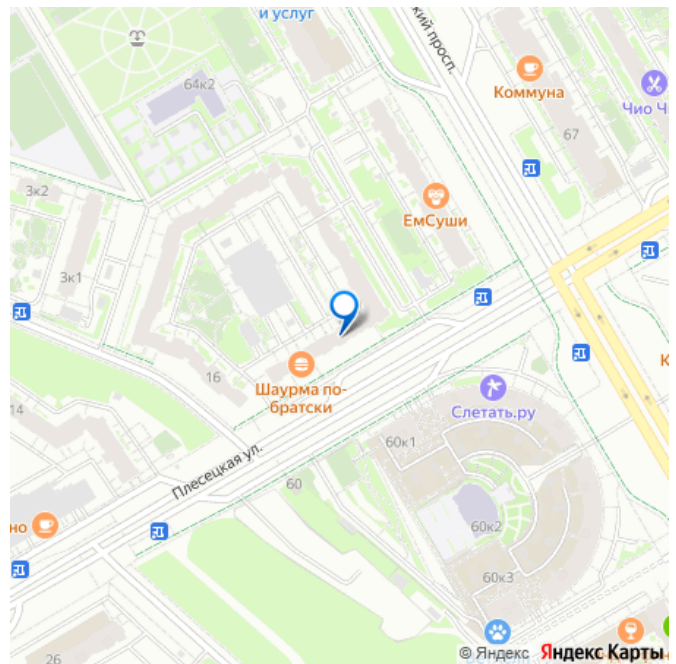 и услуг
кий просп.
64к2
Коммуна
Чио Ч
67
3к2
ЕмСуши
3к1
16
Шаурма по-
братски
Слетать.ру
14
60к1
Плесецкая ул.
К
60
но
60к2
60к3
26
© Яндекс Яндекс Карты